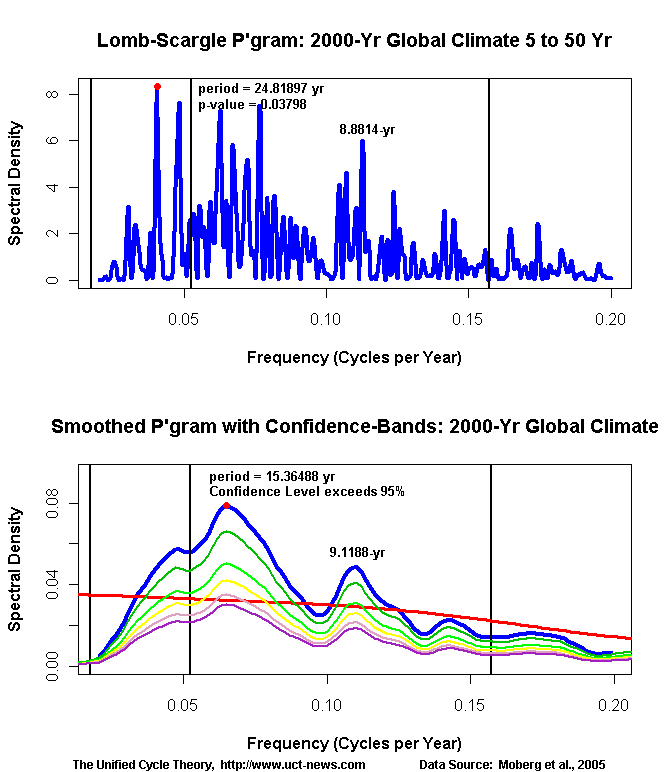 Lomb-Scargle P'gram: 2000-Yr Global Climate 5 to 50 Yr
period = 24.81897 yr
p-value = 0.03798
8.8814-yr
Spectral Density
0 2 4 6 8
0.05 0.10 0.15 0.20
Frequency (Cycles per Year)
Smoothed P'gram with Confidence-Bands: 2000-Yr Global Climate
period = 15.36488 yr
Confidence Level exceeds 95%
9.1188-yr
Spectral Density
0.00 0.04 0.08
0.05 0.10 0.15 0.20
Frequency (Cycles per Year)
The Unified Cycle Theory, http://www.uct-news.com Data Source: Moberg et al., 2005